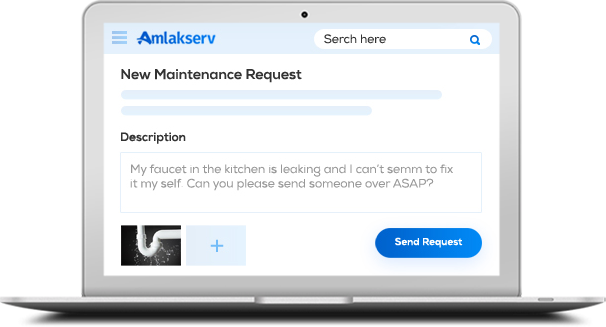 Amlakserv
Serch here
New Maintenance Request
Description
My faucet in the kitchen is leaking and I can't semm to fix
it my self. Can you please send someone over ASAP?
+
Send Request